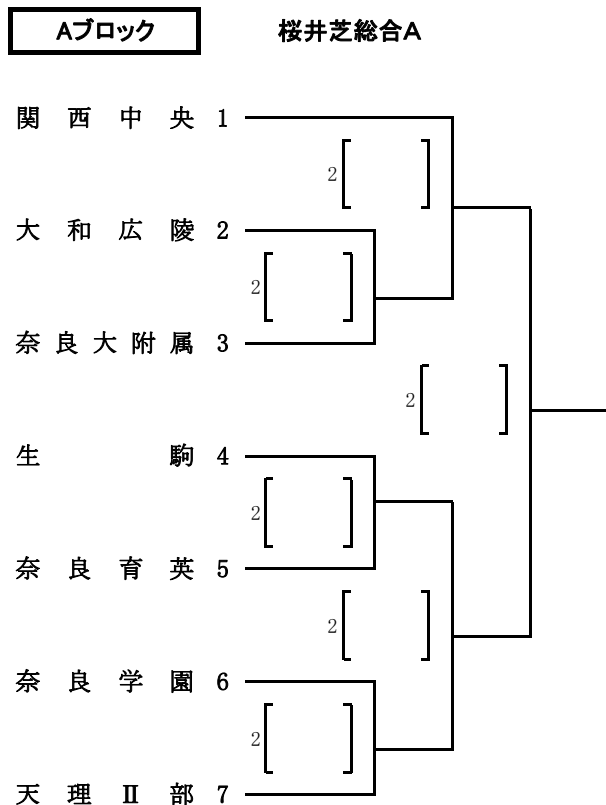 Aブロック 桜井芝総合A
関西中央 1
2
大和広陵 2
2
奈良大附属 3
2
生駒 4
2
奈良育英 5
2
奈良学園 6
2
天理Ⅱ部 7